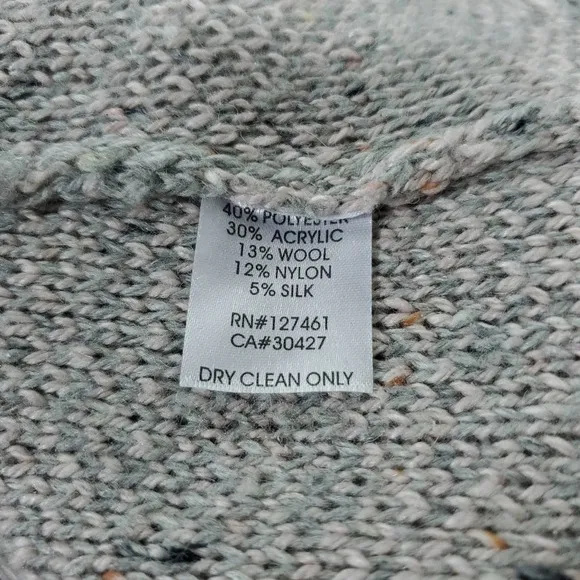 40% POLYESTER
30% ACRYLIC
13% WOOL
12% NYLON
5% SILK
RN#127461
CA#30427
DRY CLEAN ONLY